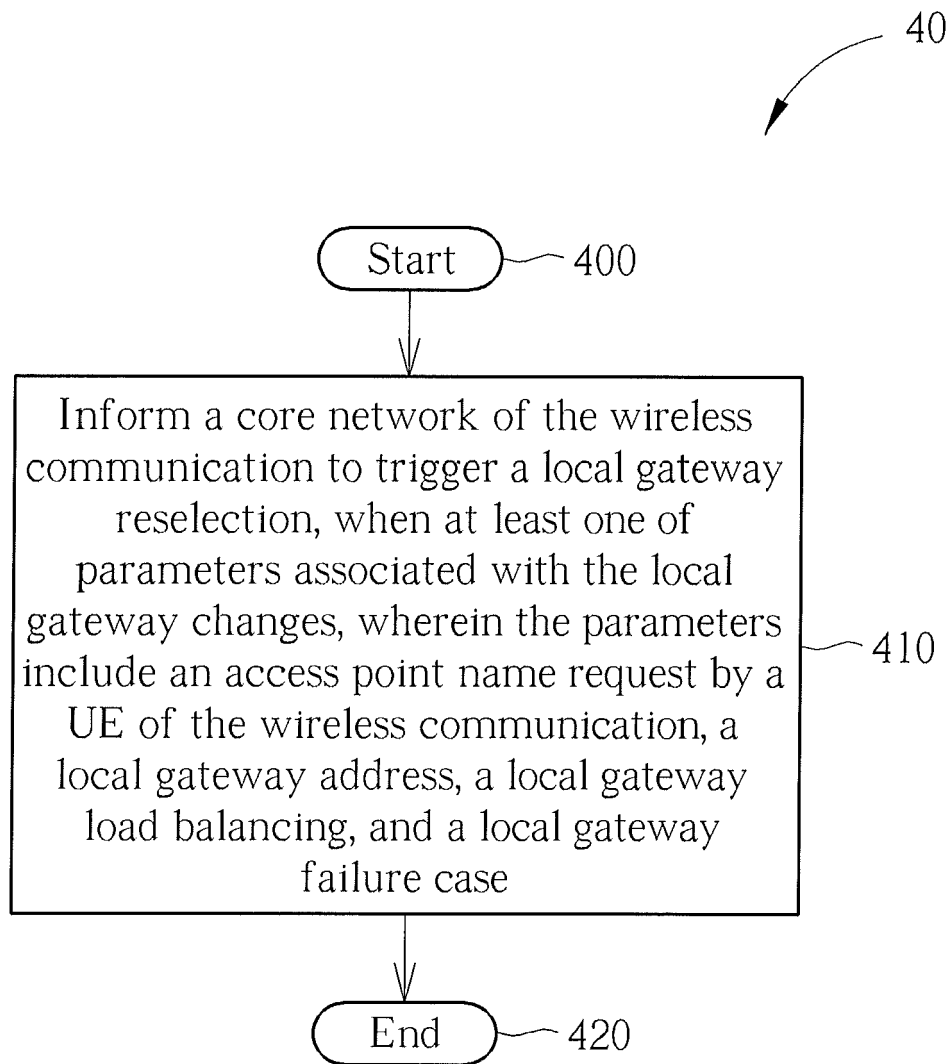 40
Start
400
Inform a core network of the wireless
communication to trigger a local gateway
reselection, when at least one of
parameters associated with the local
gateway changes, wherein the parameters
include an access point name request by a
UE of the wireless communication, a
local gateway address, a local gateway
load balancing, and a local gateway
failure case
410
End
420